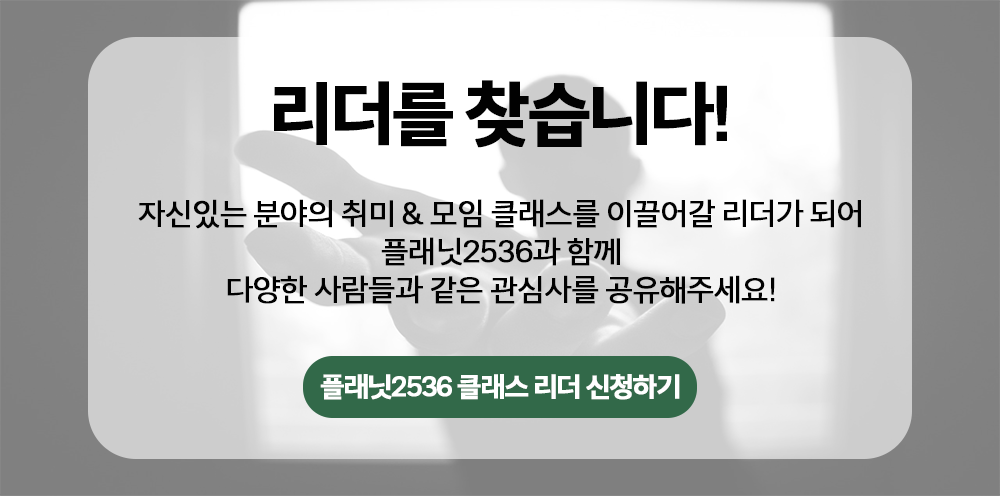 리더를 찾습니다!
자신있는 분야의 취미 & 모임 클래스를 이끌어갈 리더가 되어
플래닛2536과 함께
다양한 사람들과 같은 관심사를 공유해주세요!
플래닛2536 클래스 리더 신청하기